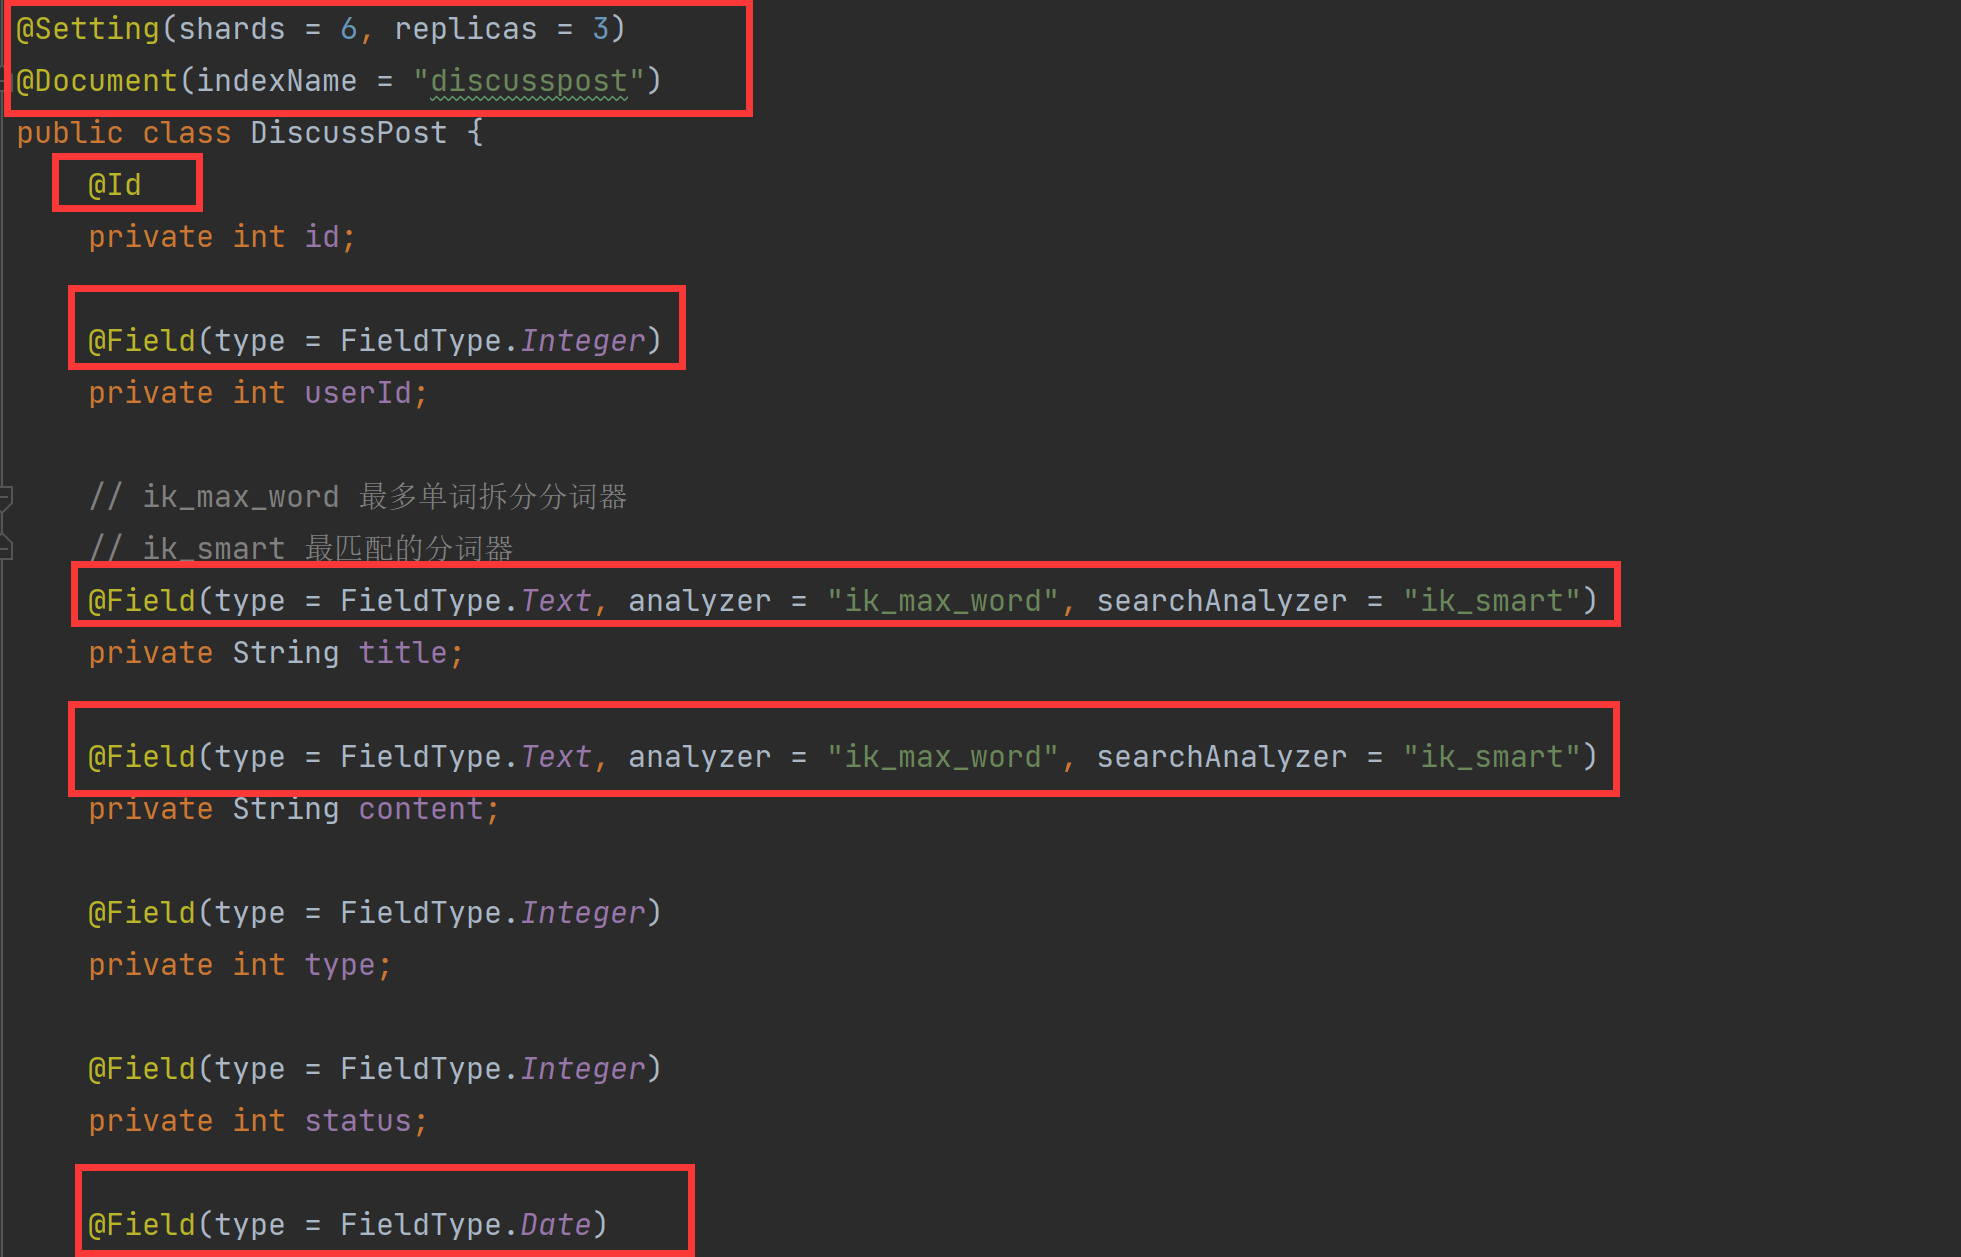 @Setting(shards = 6, replicas = 3)
@Document(indexName = "discusspost")
public class DiscussPost {
@Id
private int id;
@Field(type = FieldType.Integer)
private int userId;
// ik_max_word 最多单词拆分分词器
// ik_smart 最匹配的分词器
@Field(type = FieldType.Text, analyzer = "ik_max_word", searchAnalyzer = "ik_smart")
private String title;
@Field(type = FieldType.Text, analyzer = "ik_max_word", searchAnalyzer = "ik_smart")
private String content;
@Field(type = FieldType.Integer)
private int type;
@Field(type = FieldType.Integer)
private int status;
@Field(type = FieldType.Date)